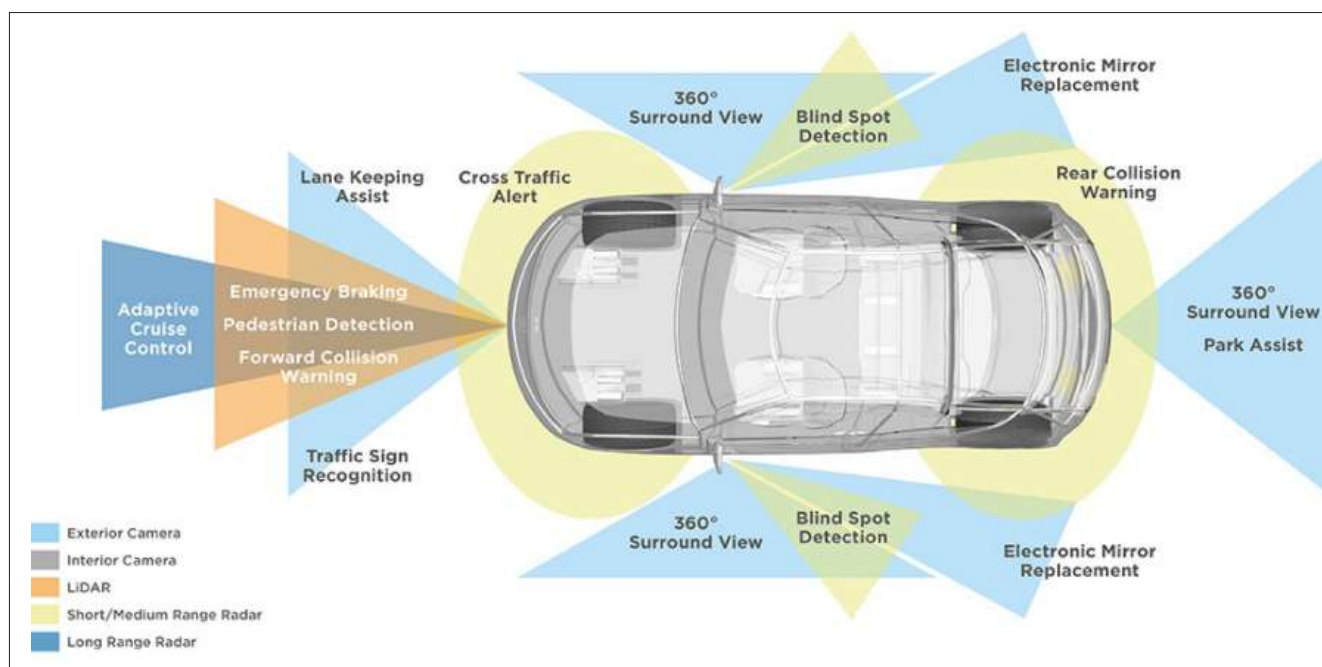 Electronic Mirror
Replacement
360°
Surround View
Blind Spot
Detection
Lane Keeping
Assist
Cross Traffic
Alert
Rear Collision
Warning
Adaptive
Cruise
Control
Emergency Braking
Pedestrian Detection
Forward Collision
Warning
360°
Surround View
Park Assist
Traffic Sign
Recognition
360°
Surround View
Blind Spot
Detection
Electronic Mirror
Replacement
Exterior Camera
Interior Camera
LiDAR
Short/Medium Range Radar
Long Range Radar